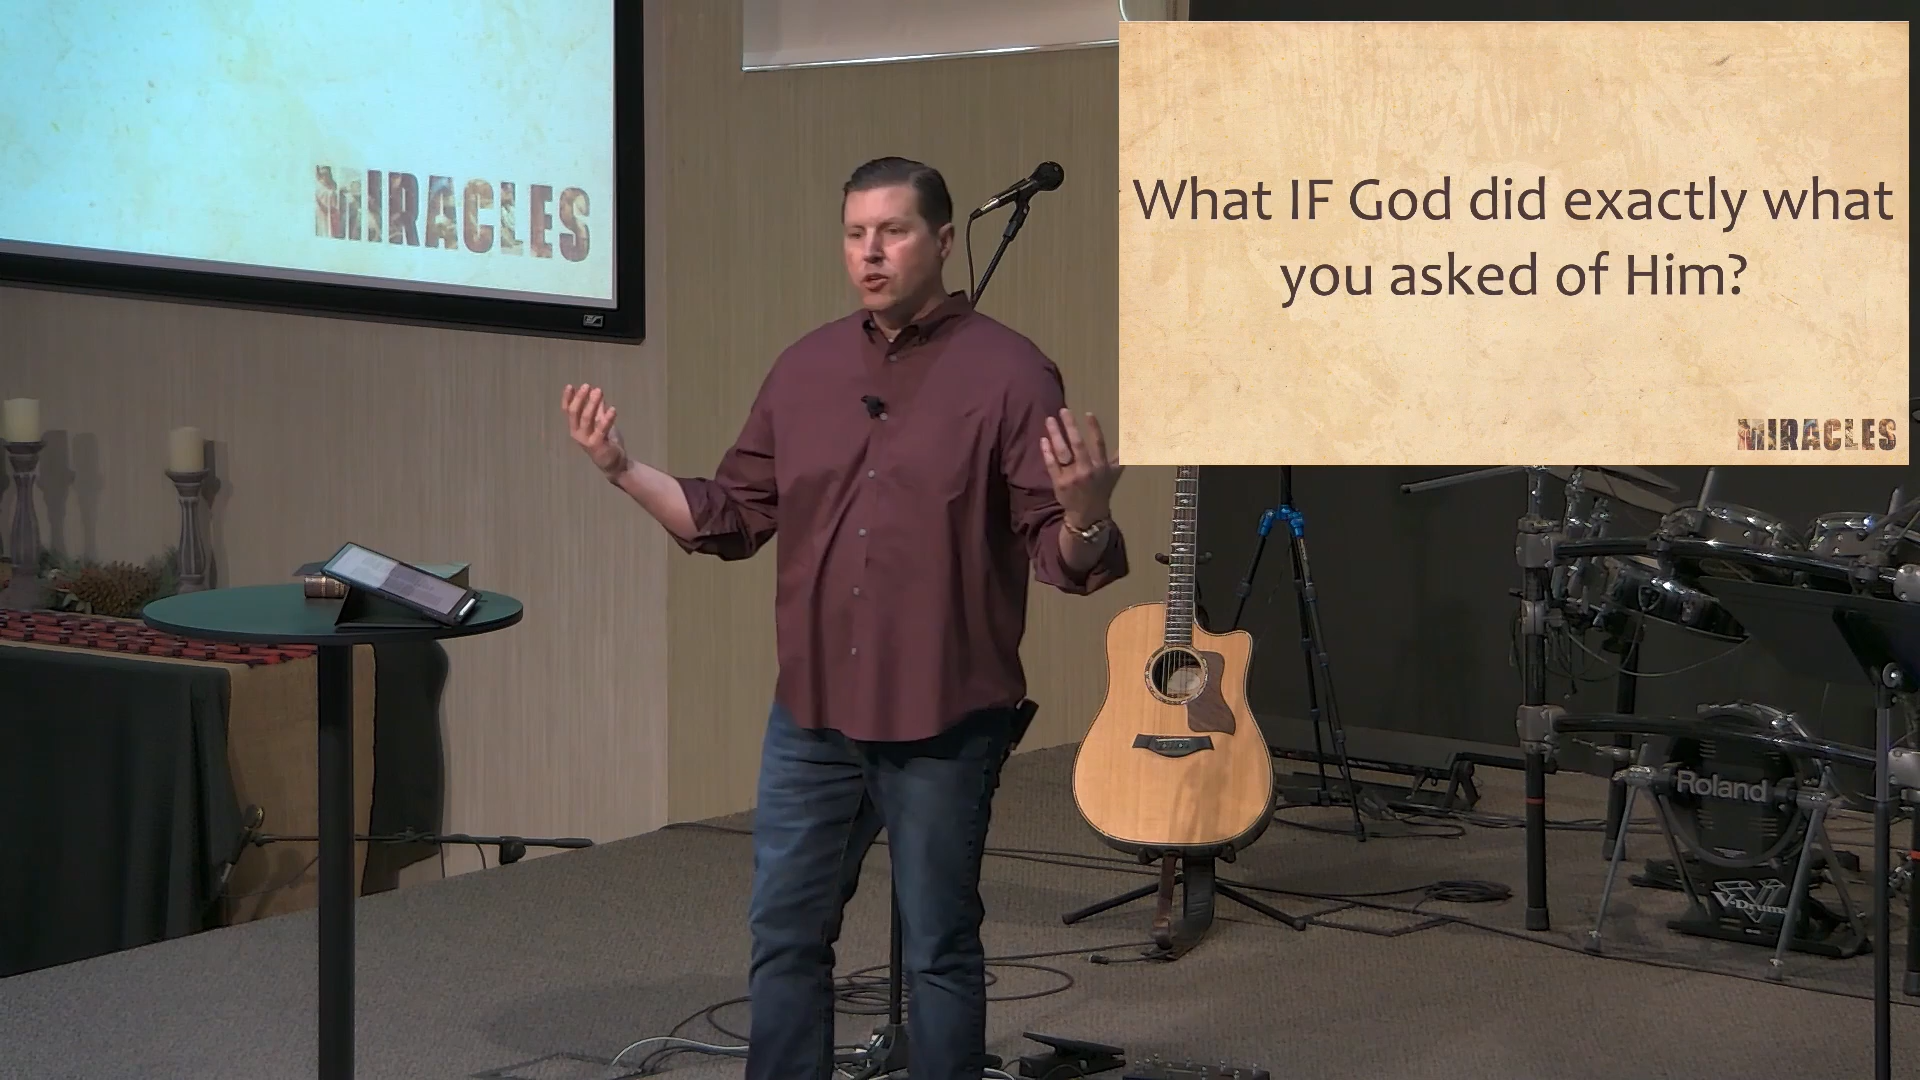 MIRACLES
What IF God did exactly what
you asked of Him?
MIRACLES
Roland
V-Drums